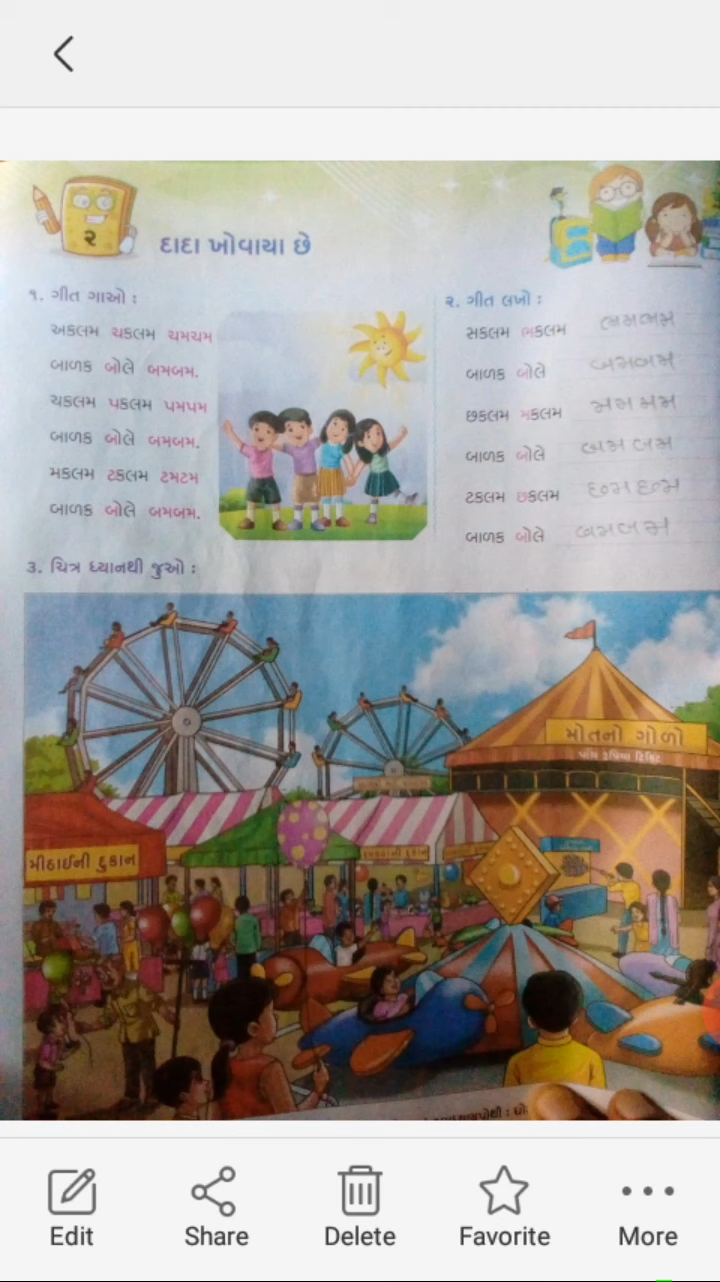 ૨
દાદા ખોવાયા છે
૧. ગીત ગાઓ :
અકલમ ચકલમ ચમચમ
બાળક બોલે બમબમ.
ચકલમ પકલમ પમપમ
બાળક બોલે બમબમ.
મકલમ ટકલમ ટમટમ
બાળક બોલે બમબમ.
૨. ગીત લખો :
સકલમ ભકલમ ભમભમ
બાળક બોલે બમબમ
છકલમ મકલમ મમમમ
બાળક બોલે બમબમ
ટકલમ છકલમ છમછમ
બાળક બોલે બમબમ
૩. ચિત્ર ધ્યાનથી જુઓ :
મોતનો ગોળો
પાંચ રૂપિયા ટિકિટ
મીઠાઈની દુકાન
રમકડાંની દુકાન
Edit Share Delete Favorite More